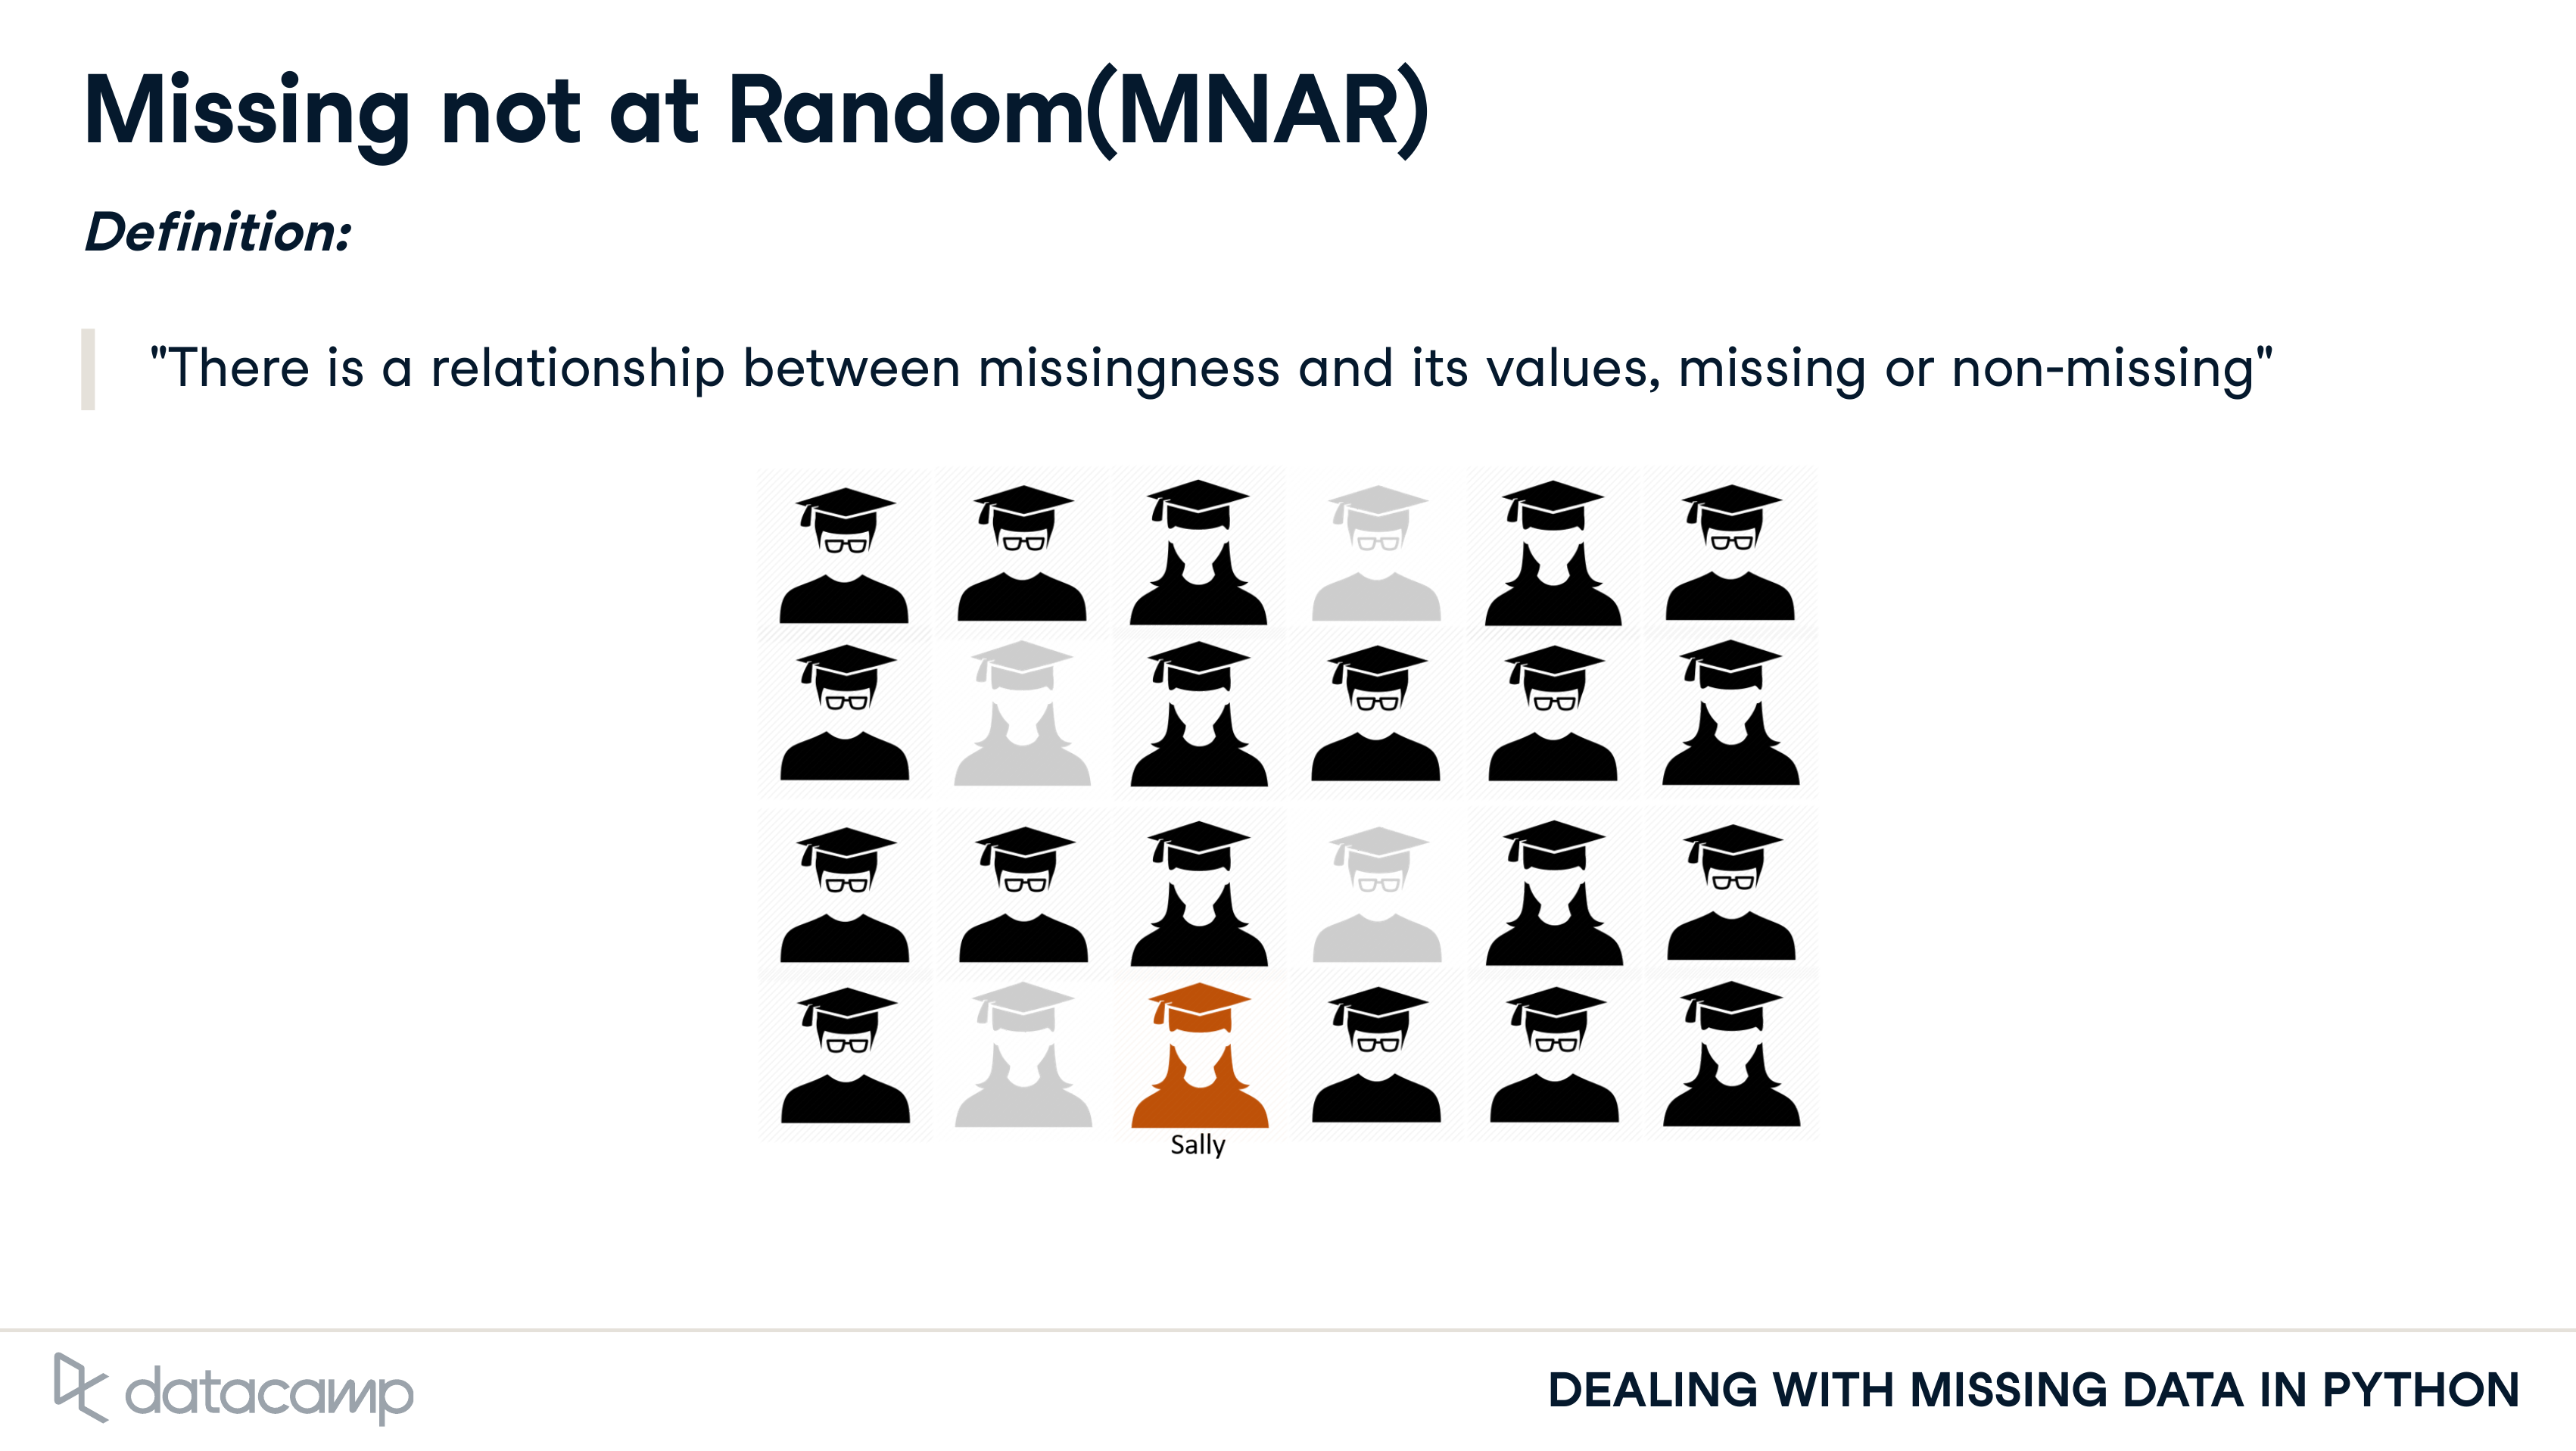 Missing not at Random(MNAR)
Definition:
"There is a relationship between missingness and its values, missing or non-missing"
Sally
datacamp
DEALING WITH MISSING DATA IN PYTHON